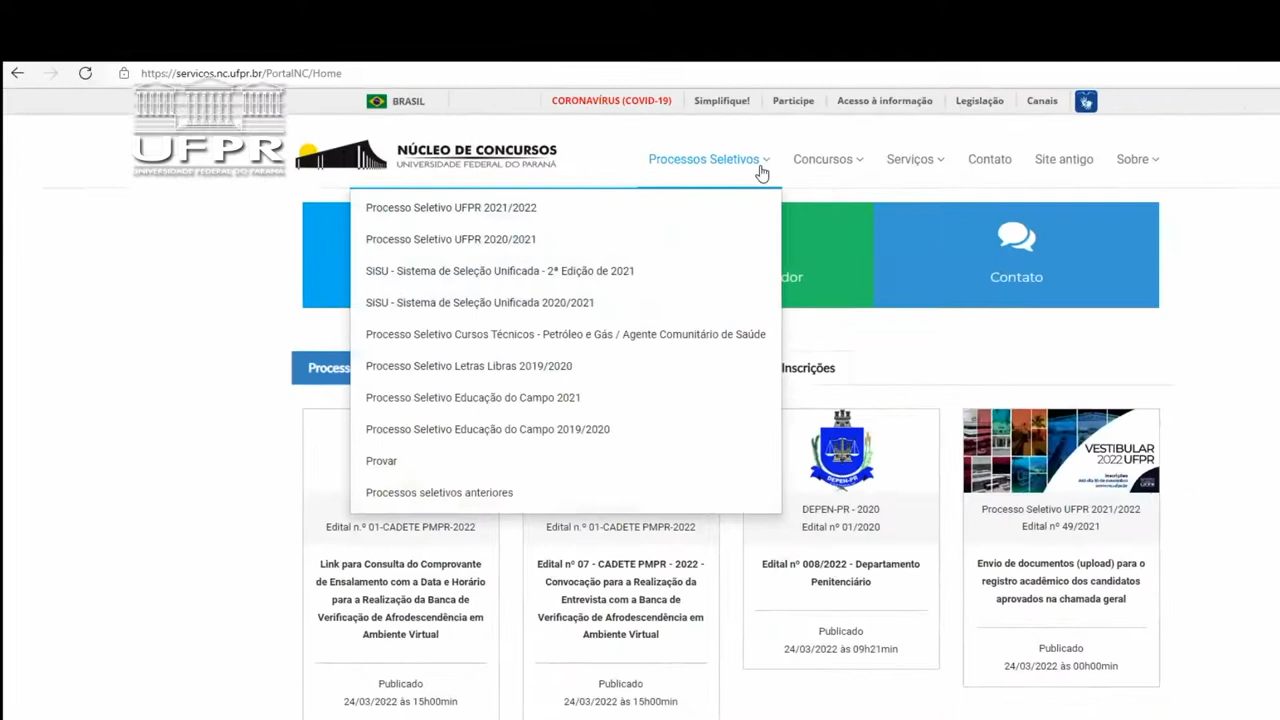 https://servicos.nc.ufpr.br/PortalNC/Home
BRASIL
CORONAVÍRUS (COVID-19)
Simplifique!
Participe
Acesso à informação
Legislação
Canais
UFPR
UNIVERSIDADE FEDERAL DO PARANÁ
NÚCLEO DE CONCURSOS
UNIVERSIDADE FEDERAL DO PARANÁ
Processos Seletivos
Concursos
Serviços
Contato
Site antigo
Sobre
Processo Seletivo UFPR 2021/2022
Processo Seletivo UFPR 2020/2021
SISU - Sistema de Seleção Unificada - 2ª Edição de 2021
SISU - Sistema de Seleção Unificada 2020/2021
Processo Seletivo Cursos Técnicos - Petróleo e Gás / Agente Comunitário de Saúde
Processo Seletivo Letras Libras 2019/2020
Processo Seletivo Educação do Campo 2021
Processo Seletivo Educação do Campo 2019/2020
Provar
Processos seletivos anteriores
dor
Contato
Process
Inscrições
Edital n.º 01-CADETE PMPR-2022
Link para Consulta do Comprovante
de Ensalamento com a Data e Horário
para a Realização da Banca de
Verificação de Afrodescendência em
Ambiente Virtual
Publicado
24/03/2022 às 15h00min
Edital n.º 01-CADETE PMPR-2022
Edital nº 07 - CADETE PMPR - 2022 -
Convocação para a Realização da
Entrevista com a Banca de
Verificação de Afrodescendência em
Ambiente Virtual
Publicado
24/03/2022 às 15h00min
DEPEN-PR
DEPEN-PR - 2020
Edital nº 01/2020
Edital nº 008/2022 - Departamento
Penitenciário
Publicado
24/03/2022 às 09h21min
VESTIBULAR
2022 UFPR
Processo Seletivo UFPR 2021/2022
Edital nº 49/2021
Envio de documentos (upload) para o
registro acadêmico dos candidatos
aprovados na chamada geral
Publicado
24/03/2022 às 00h00min